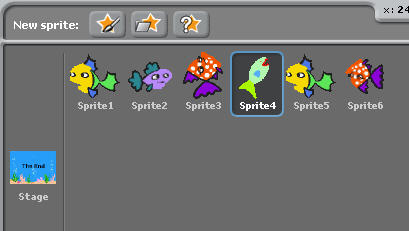 x: 24
New sprite:
Sprite1 Sprite2 Sprite3 Sprite4 Sprite5 Sprite6
The End
Stage